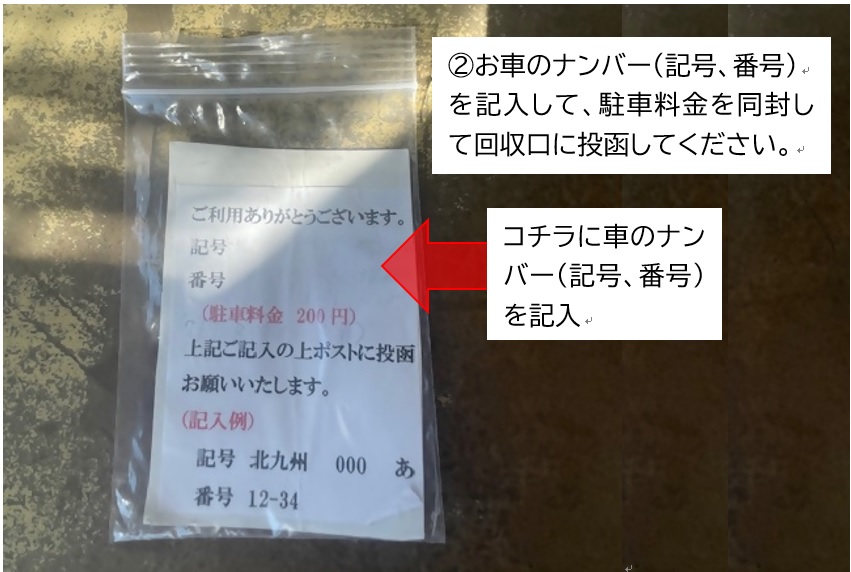 ②お車のナンバー(記号、番号)
を記入して、駐車料金を同封し
て回収口に投函してください。
コチラに車のナン
バー(記号、番号)
を記入
ご利用ありがとうございます。
記号
番号
(駐車料金 200円)
上記ご記入の上ポストに投函
お願いいたします。
(記入例)
記号 北九州 000 あ
番号 12-34